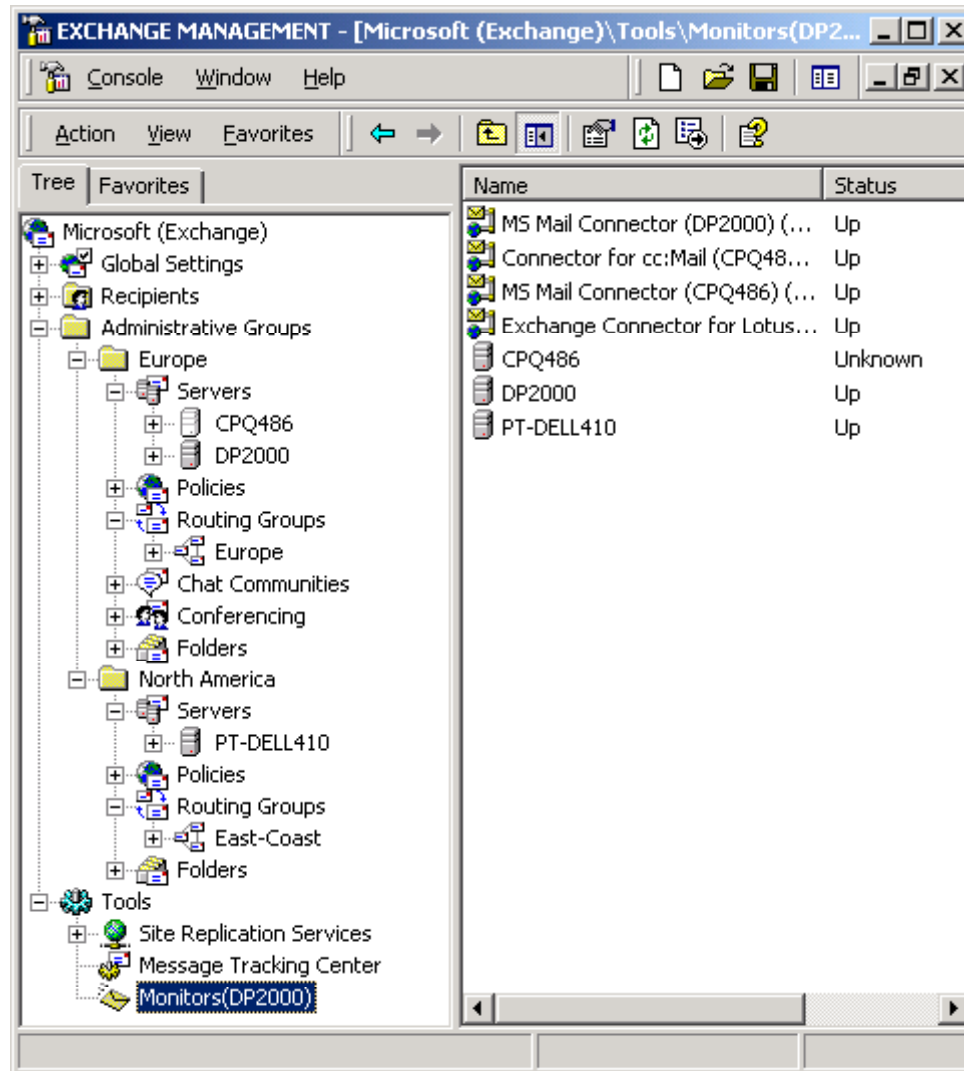 EXCHANGE MANAGEMENT - [Microsoft (Exchange)\Tools\Monitors(DP2...
Console Window Help
Action View Favorites
Tree Favorites
Microsoft (Exchange)
Global Settings
Recipients
Administrative Groups
Europe
Servers
CPQ486
DP2000
Policies
Routing Groups
Europe
Chat Communities
Conferencing
Folders
North America
Servers
PT-DELL410
Policies
Routing Groups
East-Coast
Folders
Tools
Site Replication Services
Message Tracking Center
Monitors(DP2000)
Name Status
MS Mail Connector (DP2000) (... Up
Connector for cc:Mail (CPQ48... Up
MS Mail Connector (CPQ486) (... Up
Exchange Connector for Lotus... Up
CPQ486 Unknown
DP2000 Up
PT-DELL410 Up